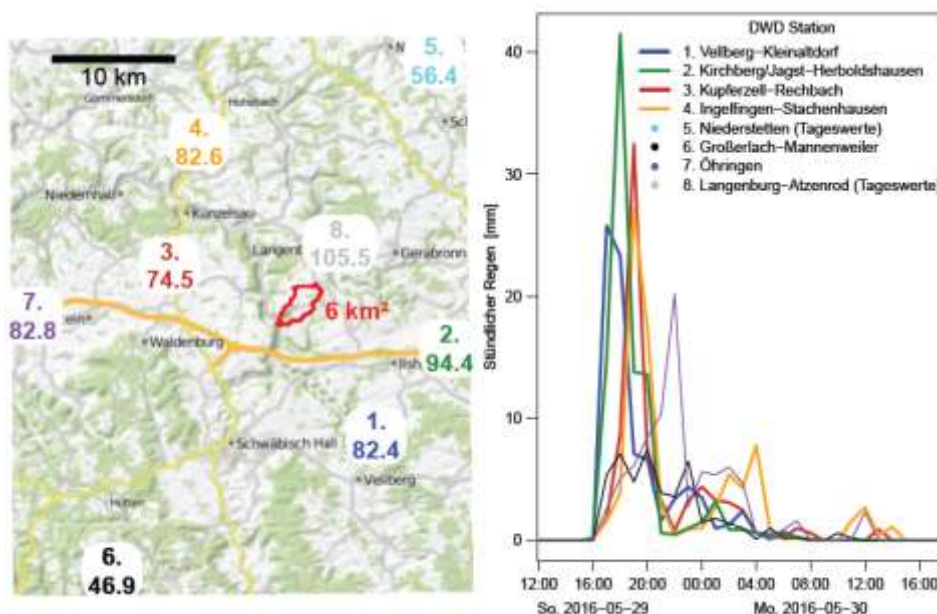 10 km
5.
56.4
4.
82.6
Hohebach
Niedernhall
Künzelsau
3.
74.5
Langenb
8.
105.5
Gerabronn
7.
82.8
6 km²
Waldenburg
2.
94.4
Ilsh
1.
82.4
Schwäbisch Hall
Vellberg
Hütten
6.
46.9
DWD Station
1. Vellberg−Kleinaltdorf
2. Kirchberg/Jagst−Herboldshausen
3. Kupferzell−Rechbach
4. Ingelfingen−Stachenhausen
5. Niederstetten (Tageswerte)
6. Großerlach−Mannenweiler
7. Öhringen
8. Langenburg−Atzenrod (Tageswerte)
Stündlicher Regen [mm]
40
30
20
10
0
12:00 16:00 20:00 00:00 04:00 08:00 12:00 16:00
So. 2016−05−29 Mo. 2016−05−30